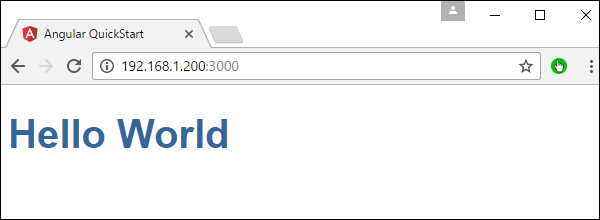 Angular QuickStart
192.168.1.200:3000
Hello World